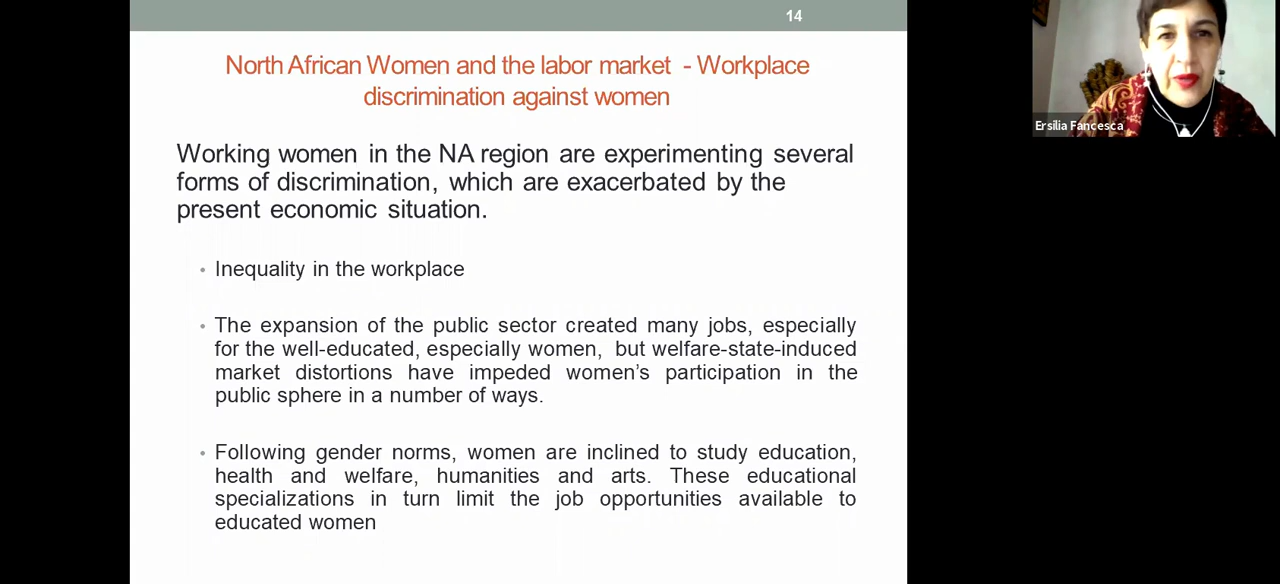 14
North African Women and the labor market - Workplace
discrimination against women
Working women in the NA region are experimenting several
forms of discrimination, which are exacerbated by the
present economic situation.
• Inequality in the workplace
• The expansion of the public sector created many jobs, especially
for the well-educated, especially women, but welfare-state-induced
market distortions have impeded women's participation in the
public sphere in a number of ways.
• Following gender norms, women are inclined to study education,
health and welfare, humanities and arts. These educational
specializations in turn limit the job opportunities available to
educated women
Ersilia Fancesca